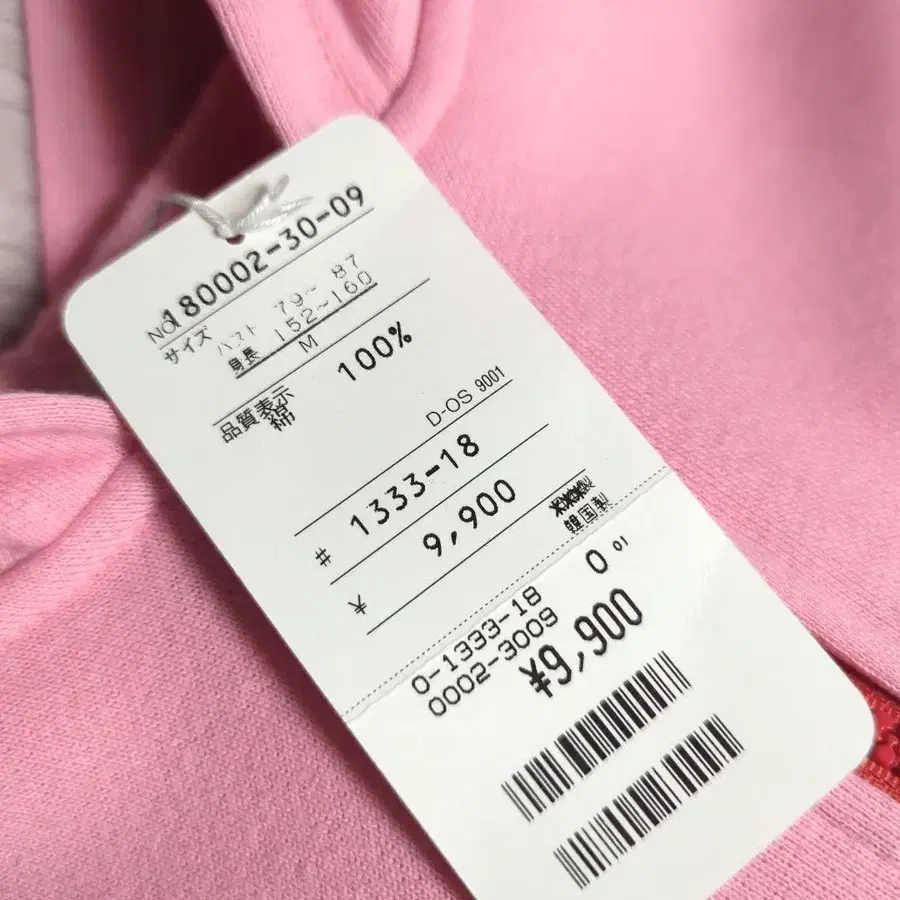 NO.180002-30-09
サイズ バスト 79~ 87
身長 152~160
M
品質表示
綿 100%
D-OS 9001
# 1333-18
¥ 9,900
韓国製
0 01
0-1333-18
0002-3009
¥9,900